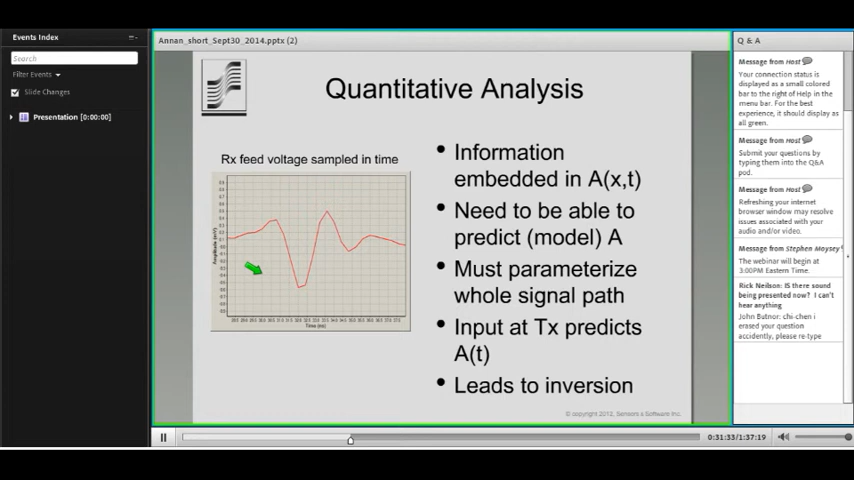 Events Index
Search
Filter Events
Slide Changes
Presentation [0:00:00]
Annan_short_Sept30_2014.pptx (2)
Quantitative Analysis
Rx feed voltage sampled in time
Amplitude (mV)
Time (ns)
• Information
embedded in A(x,t)
• Need to be able to
predict (model) A
• Must parameterize
whole signal path
• Input at Tx predicts
A(t)
• Leads to inversion
© copyright 2012, Sensors & Software Inc.
Q & A
Message from Host
Your connection status is
displayed as a small colored
bar to the right of Help in the
menu bar. For the best
experience, it should display as
all green.
Message from Host
Submit your questions by
typing them into the Q&A
pod.
Message from Host
Refreshing your internet
browser window may resolve
issues associated with your
audio and/or video.
Message from Stephen Moysey
The webinar will begin at
3:00PM Eastern Time.
Rick Neilson: IS there sound
being presented now? I can't
hear anything
John Butnor: chi-chen i
erased your question
accidently, please re-type
0:31:33/1:37:19